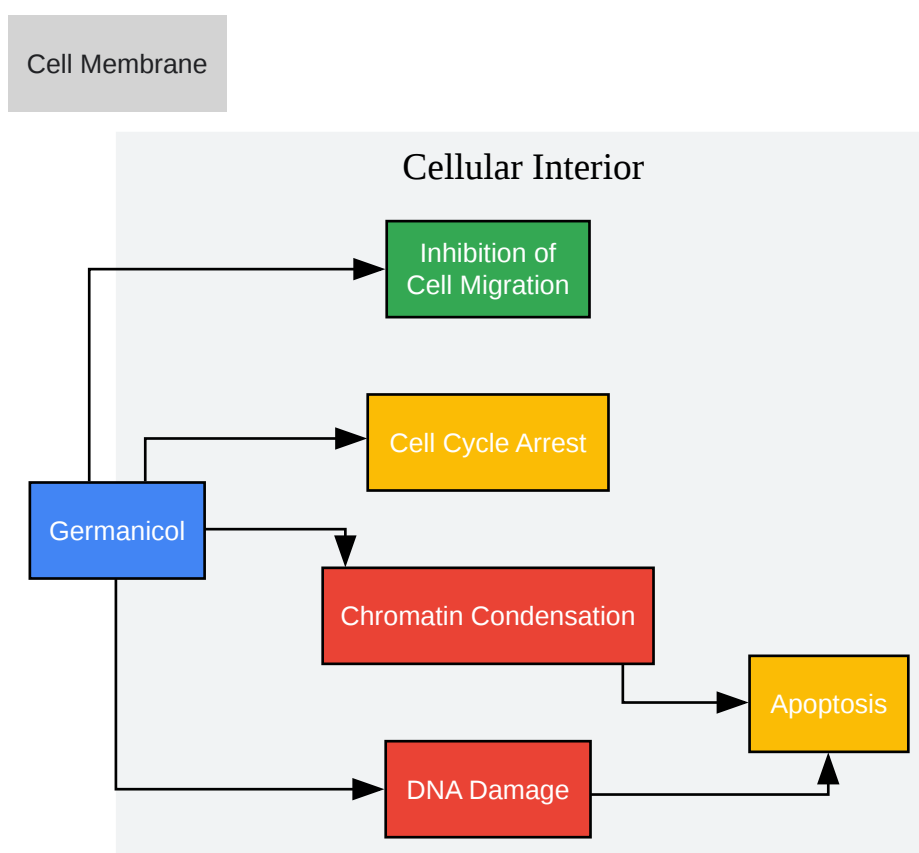 Cell Membrane
Cellular Interior
Inhibition of
Cell Migration
Cell Cycle Arrest
Germanicol
Chromatin Condensation
Apoptosis
DNA Damage